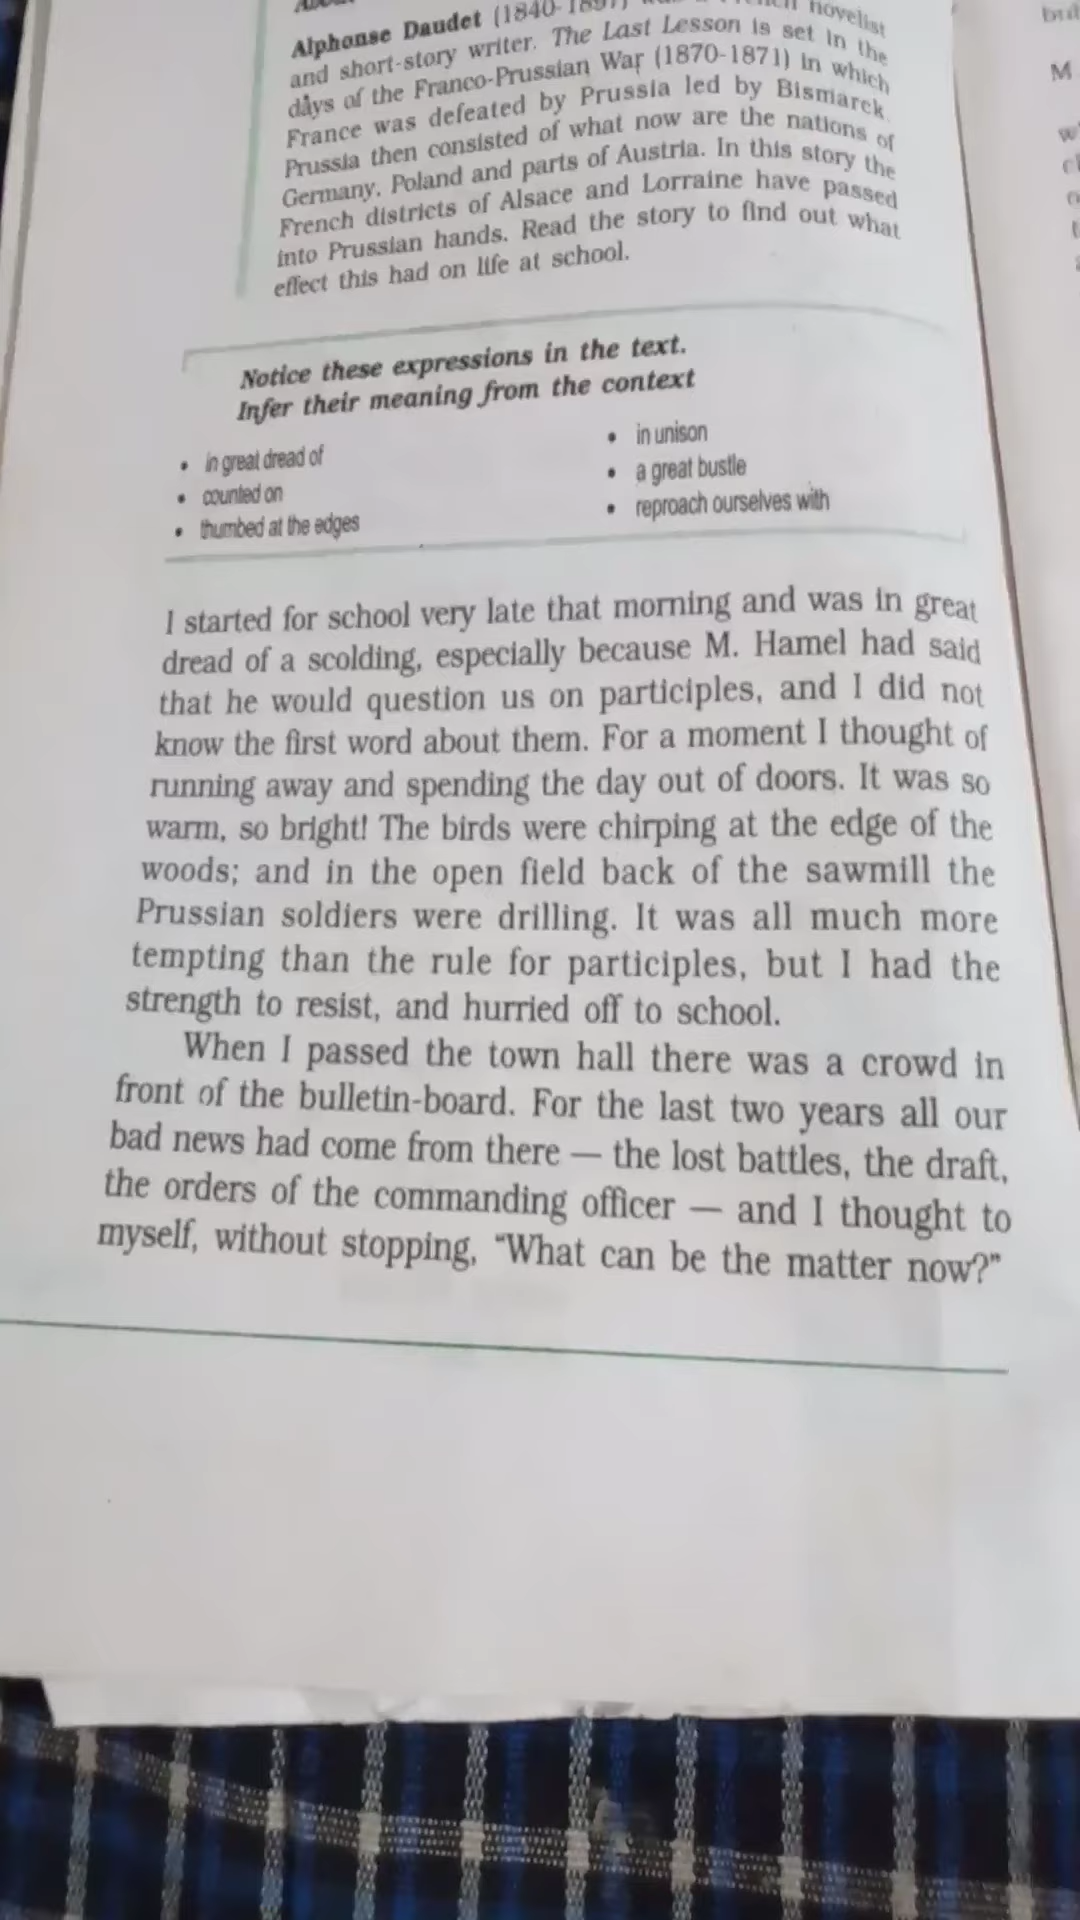 Alphonse Daudet (1840-1897) was a French novelist
and short-story writer. The Last Lesson is set in the
days of the Franco-Prussian War (1870-1871) in which
France was defeated by Prussia led by Bismarck.
Prussia then consisted of what now are the nations of
Germany, Poland and parts of Austria. In this story the
French districts of Alsace and Lorraine have passed
into Prussian hands. Read the story to find out what
effect this had on life at school.
Notice these expressions in the text.
Infer their meaning from the context
• in great dread of
• counted on
• thumbed at the edges
• in unison
• a great bustle
• reproach ourselves with
I started for school very late that morning and was in great
dread of a scolding, especially because M. Hamel had said
that he would question us on participles, and I did not
know the first word about them. For a moment I thought of
running away and spending the day out of doors. It was so
warm, so bright! The birds were chirping at the edge of the
woods; and in the open field back of the sawmill the
Prussian soldiers were drilling. It was all much more
tempting than the rule for participles, but I had the
strength to resist, and hurried off to school.
When I passed the town hall there was a crowd in
front of the bulletin-board. For the last two years all our
bad news had come from there — the lost battles, the draft,
the orders of the commanding officer — and I thought to
myself, without stopping, “What can be the matter now?”
M